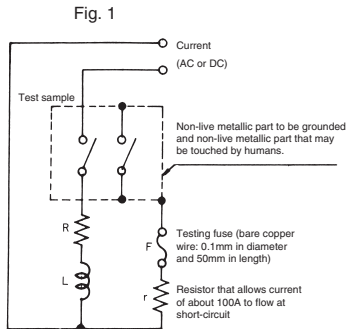 Fig. 1
Current
(AC or DC)
Test sample
Non-live metallic part to be grounded
and non-live metallic part that may
be touched by humans.
R
F
Testing fuse (bare copper
wire: 0.1mm in diameter
and 50mm in length)
L
r
Resistor that allows current
of about 100A to flow at
short-circuit